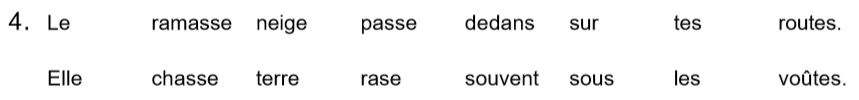 4. Le ramasse neige passe dedans sur tes routes.
Elle chasse terre rase souvent sous les voûtes.